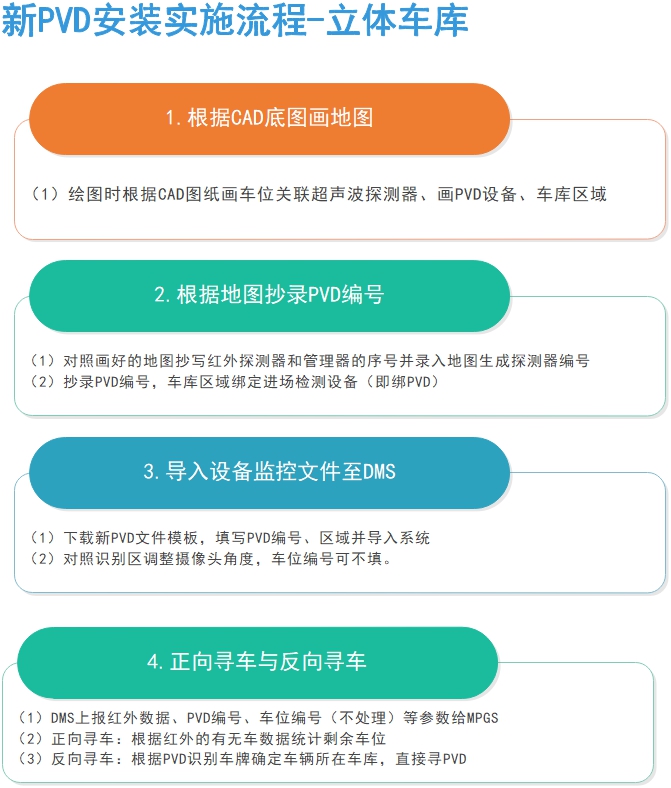 新PVD安装实施流程-立体车库
1.根据CAD底图画地图
（1）绘图时根据CAD图纸画车位关联超声波探测器、画PVD设备、车库区域
2.根据地图抄录PVD编号
（1）对照画好的地图抄写红外探测器和管理器的序号并录入地图生成探测器编号
（2）抄录PVD编号，车库区域绑定进场检测设备（即绑PVD）
3.导入设备监控文件至DMS
（1）下载新PVD文件模板，填写PVD编号、区域并导入系统
（2）对照识别区调整摄像头角度，车位编号可不填。
4.正向寻车与反向寻车
（1）DMS上报红外数据、PVD编号、车位编号（不处理）等参数给MPGS
（2）正向寻车：根据红外的有无车数据统计剩余车位
（3）反向寻车：根据PVD识别车牌确定车辆所在车库，直接寻PVD